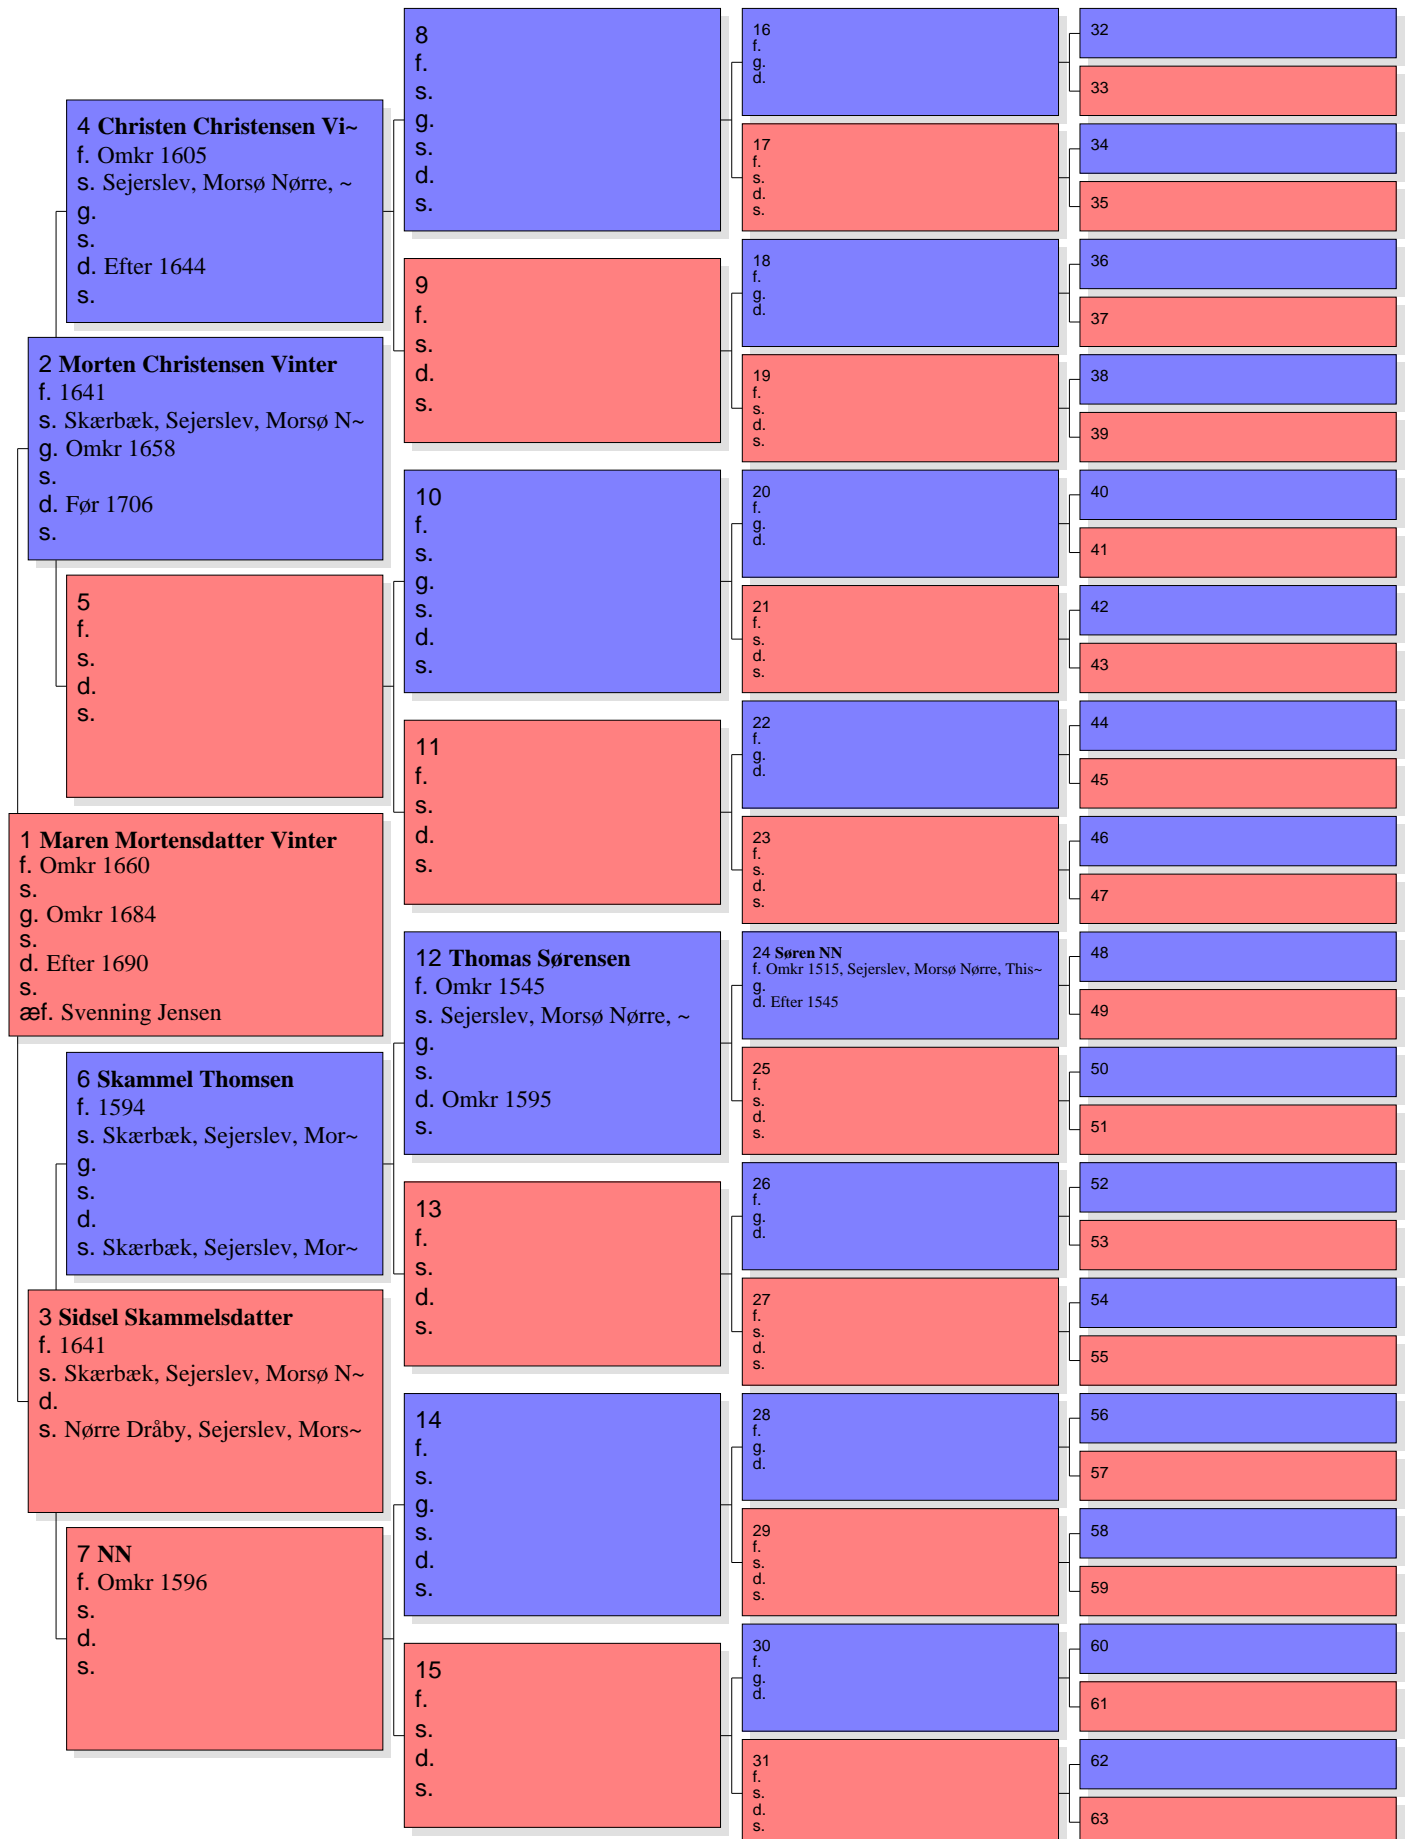 4 Christen Christensen Vi~
f. Omkr 1605
s. Sejerslev, Morsø Nørre, ~
g.
s.
d. Efter 1644
s.
2 Morten Christensen Vinter
f. 1641
s. Skærbæk, Sejerslev, Morsø N~
g. Omkr 1658
s.
d. Før 1706
s.
5
f.
s.
d.
s.
1 Maren Mortensdatter Vinter
f. Omkr 1660
s.
g. Omkr 1684
s.
d. Efter 1690
s.
æf. Svenning Jensen
6 Skammel Thomsen
f. 1594
s. Skærbæk, Sejerslev, Mor~
g.
s.
d.
s. Skærbæk, Sejerslev, Mor~
3 Sidsel Skammelsdatter
f. 1641
s. Skærbæk, Sejerslev, Morsø N~
d.
s. Nørre Dråby, Sejerslev, Mors~
7 NN
f. Omkr 1596
s.
d.
s.
8
f.
s.
g.
s.
d.
s.
9
f.
s.
d.
s.
10
f.
s.
g.
s.
d.
s.
11
f.
s.
d.
s.
12 Thomas Sørensen
f. Omkr 1545
s. Sejerslev, Morsø Nørre, ~
g.
s.
d. Omkr 1595
s.
13
f.
s.
d.
s.
14
f.
s.
g.
s.
d.
s.
15
f.
s.
d.
s.
16
f.
g.
d.
17
f.
s.
d.
s.
18
f.
g.
d.
19
f.
s.
d.
s.
20
f.
g.
d.
21
f.
s.
d.
s.
22
f.
g.
d.
23
f.
s.
d.
s.
24 Søren NN
f. Omkr 1515, Sejerslev, Morsø Nørre, This~
g.
d. Efter 1545
25
f.
s.
d.
s.
26
f.
g.
d.
27
f.
s.
d.
s.
28
f.
g.
d.
29
f.
s.
d.
s.
30
f.
g.
d.
31
f.
s.
d.
s.
32
33
34
35
36
37
38
39
40
41
42
43
44
45
46
47
48
49
50
51
52
53
54
55
56
57
58
59
60
61
62
63